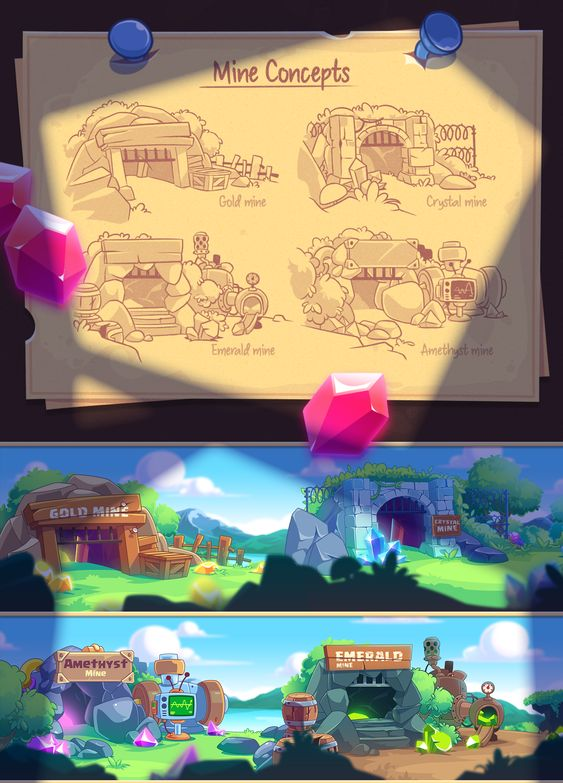 Mine Concepts
Gold mine
Crystal mine
Emerald mine
Amethyst mine
GOLD MINE
CRYSTAL
MINE
AMETHYST
MINE
EMERALD
MINE